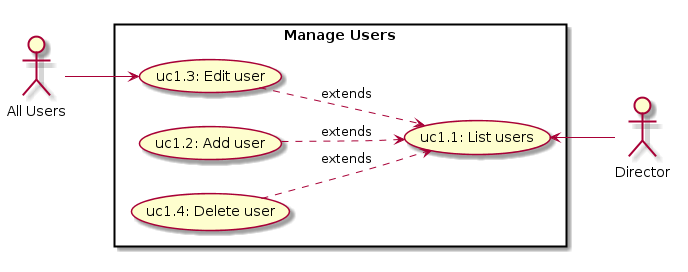 Manage Users
All Users
uc1.3: Edit user
extends
uc1.2: Add user
extends
uc1.1: List users
extends
uc1.4: Delete user
Director